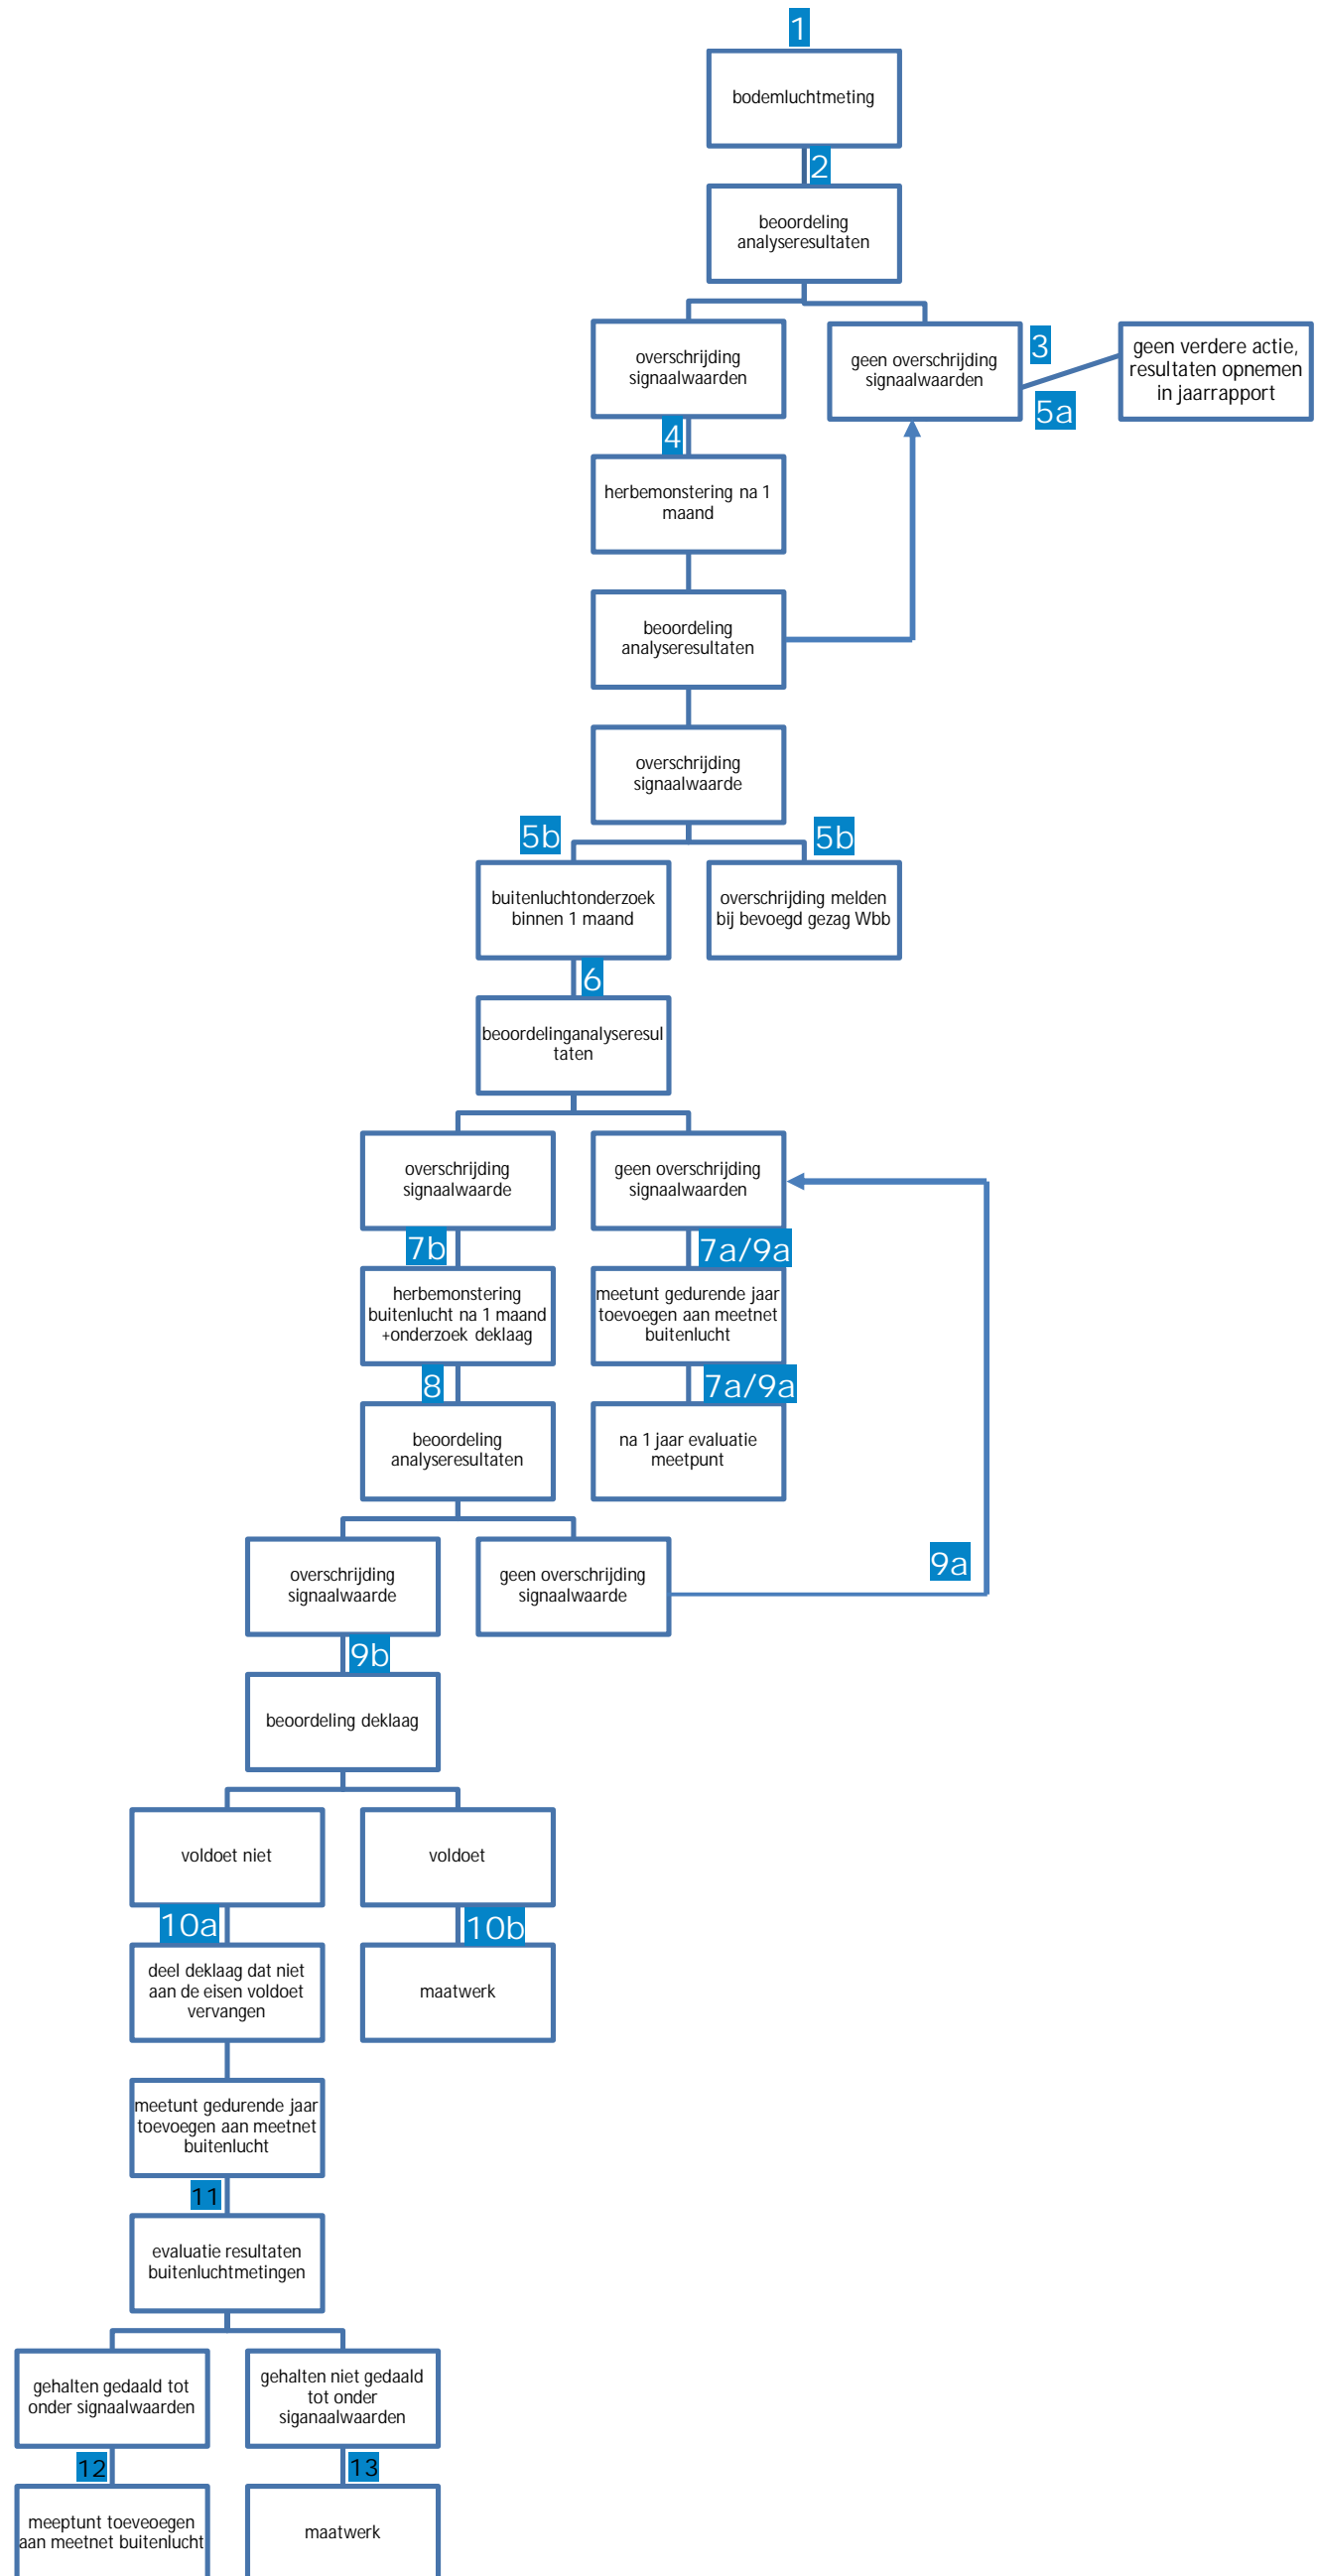 1
bodemluchtmeting
2
beoordeling
analyseresultaten
overschrijding
signaalwaarden
geen overschrijding
signaalwaarden
3
5a
geen verdere actie,
resultaten opnemen
in jaarrapport
4
herbemonstering na 1
maand
beoordeling
analyseresultaten
overschrijding
signaalwaarde
5b
5b
buitenluchtonderzoek
binnen 1 maand
overschrijding melden
bij bevoegd gezag Wbb
6
beoordelinganalyseresul
taten
overschrijding
signaalwaarde
geen overschrijding
signaalwaarden
7b
7a/9a
herbemonstering
buitenlucht na 1 maand
+onderzoek deklaag
meetunt gedurende jaar
toevoegen aan meetnet
buitenlucht
8
7a/9a
beoordeling
analyseresultaten
na 1 jaar evaluatie
meetpunt
overschrijding
signaalwaarde
geen overschrijding
signaalwaarde
9a
9b
beoordeling deklaag
voldoet niet
voldoet
10a
10b
deel deklaag dat niet
aan de eisen voldoet
vervangen
maatwerk
meetunt gedurende jaar
toevoegen aan meetnet
buitenlucht
11
evaluatie resultaten
buitenluchtmetingen
gehalten gedaald tot
onder signaalwaarden
gehalten niet gedaald
tot onder
siganaalwaarden
12
13
meeptunt toeveoegen
aan meetnet buitenlucht
maatwerk